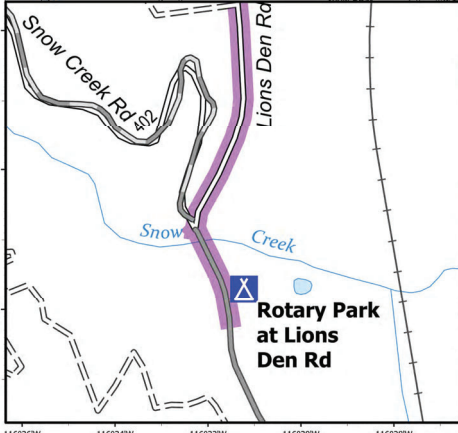 Snow Creek Rd
402
Lions Den Rd
Snow Creek
Rotary Park
at Lions
Den Rd